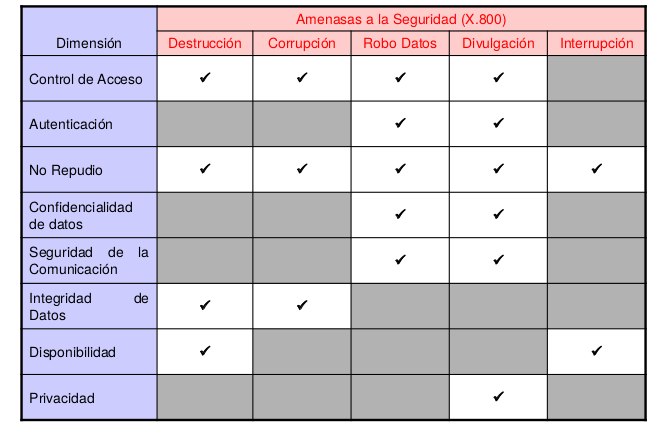 Amenasas a la Seguridad (X.800)
Dimensión Destrucción Corrupción Robo Datos Divulgación Interrupción
Control de Acceso ✔ ✔ ✔ ✔
Autenticación ✔ ✔
No Repudio ✔ ✔ ✔ ✔ ✔
Confidencialidad
de datos ✔ ✔
Seguridad de la
Comunicación ✔ ✔
Integridad de
Datos ✔ ✔
Disponibilidad ✔ ✔
Privacidad ✔